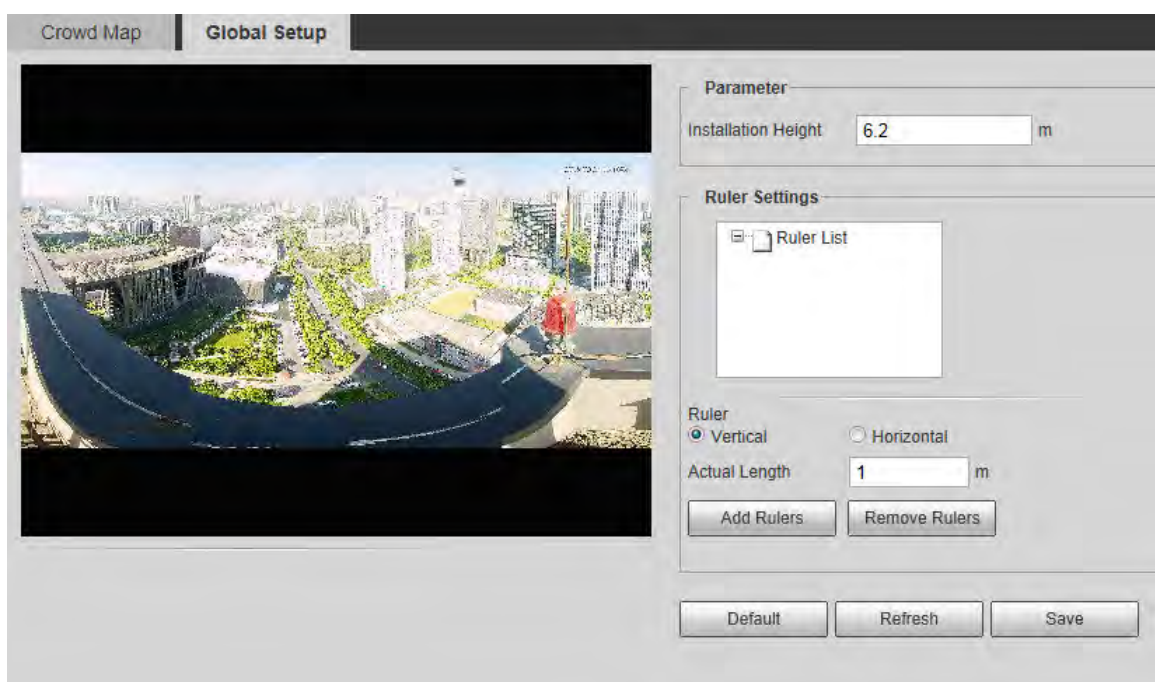 Crowd Map Global Setup
Parameter
Installation Height 6.2 m
Ruler Settings
Ruler List
Ruler
Vertical Horizontal
Actual Length 1 m
Add Rulers Remove Rulers
Default Refresh Save